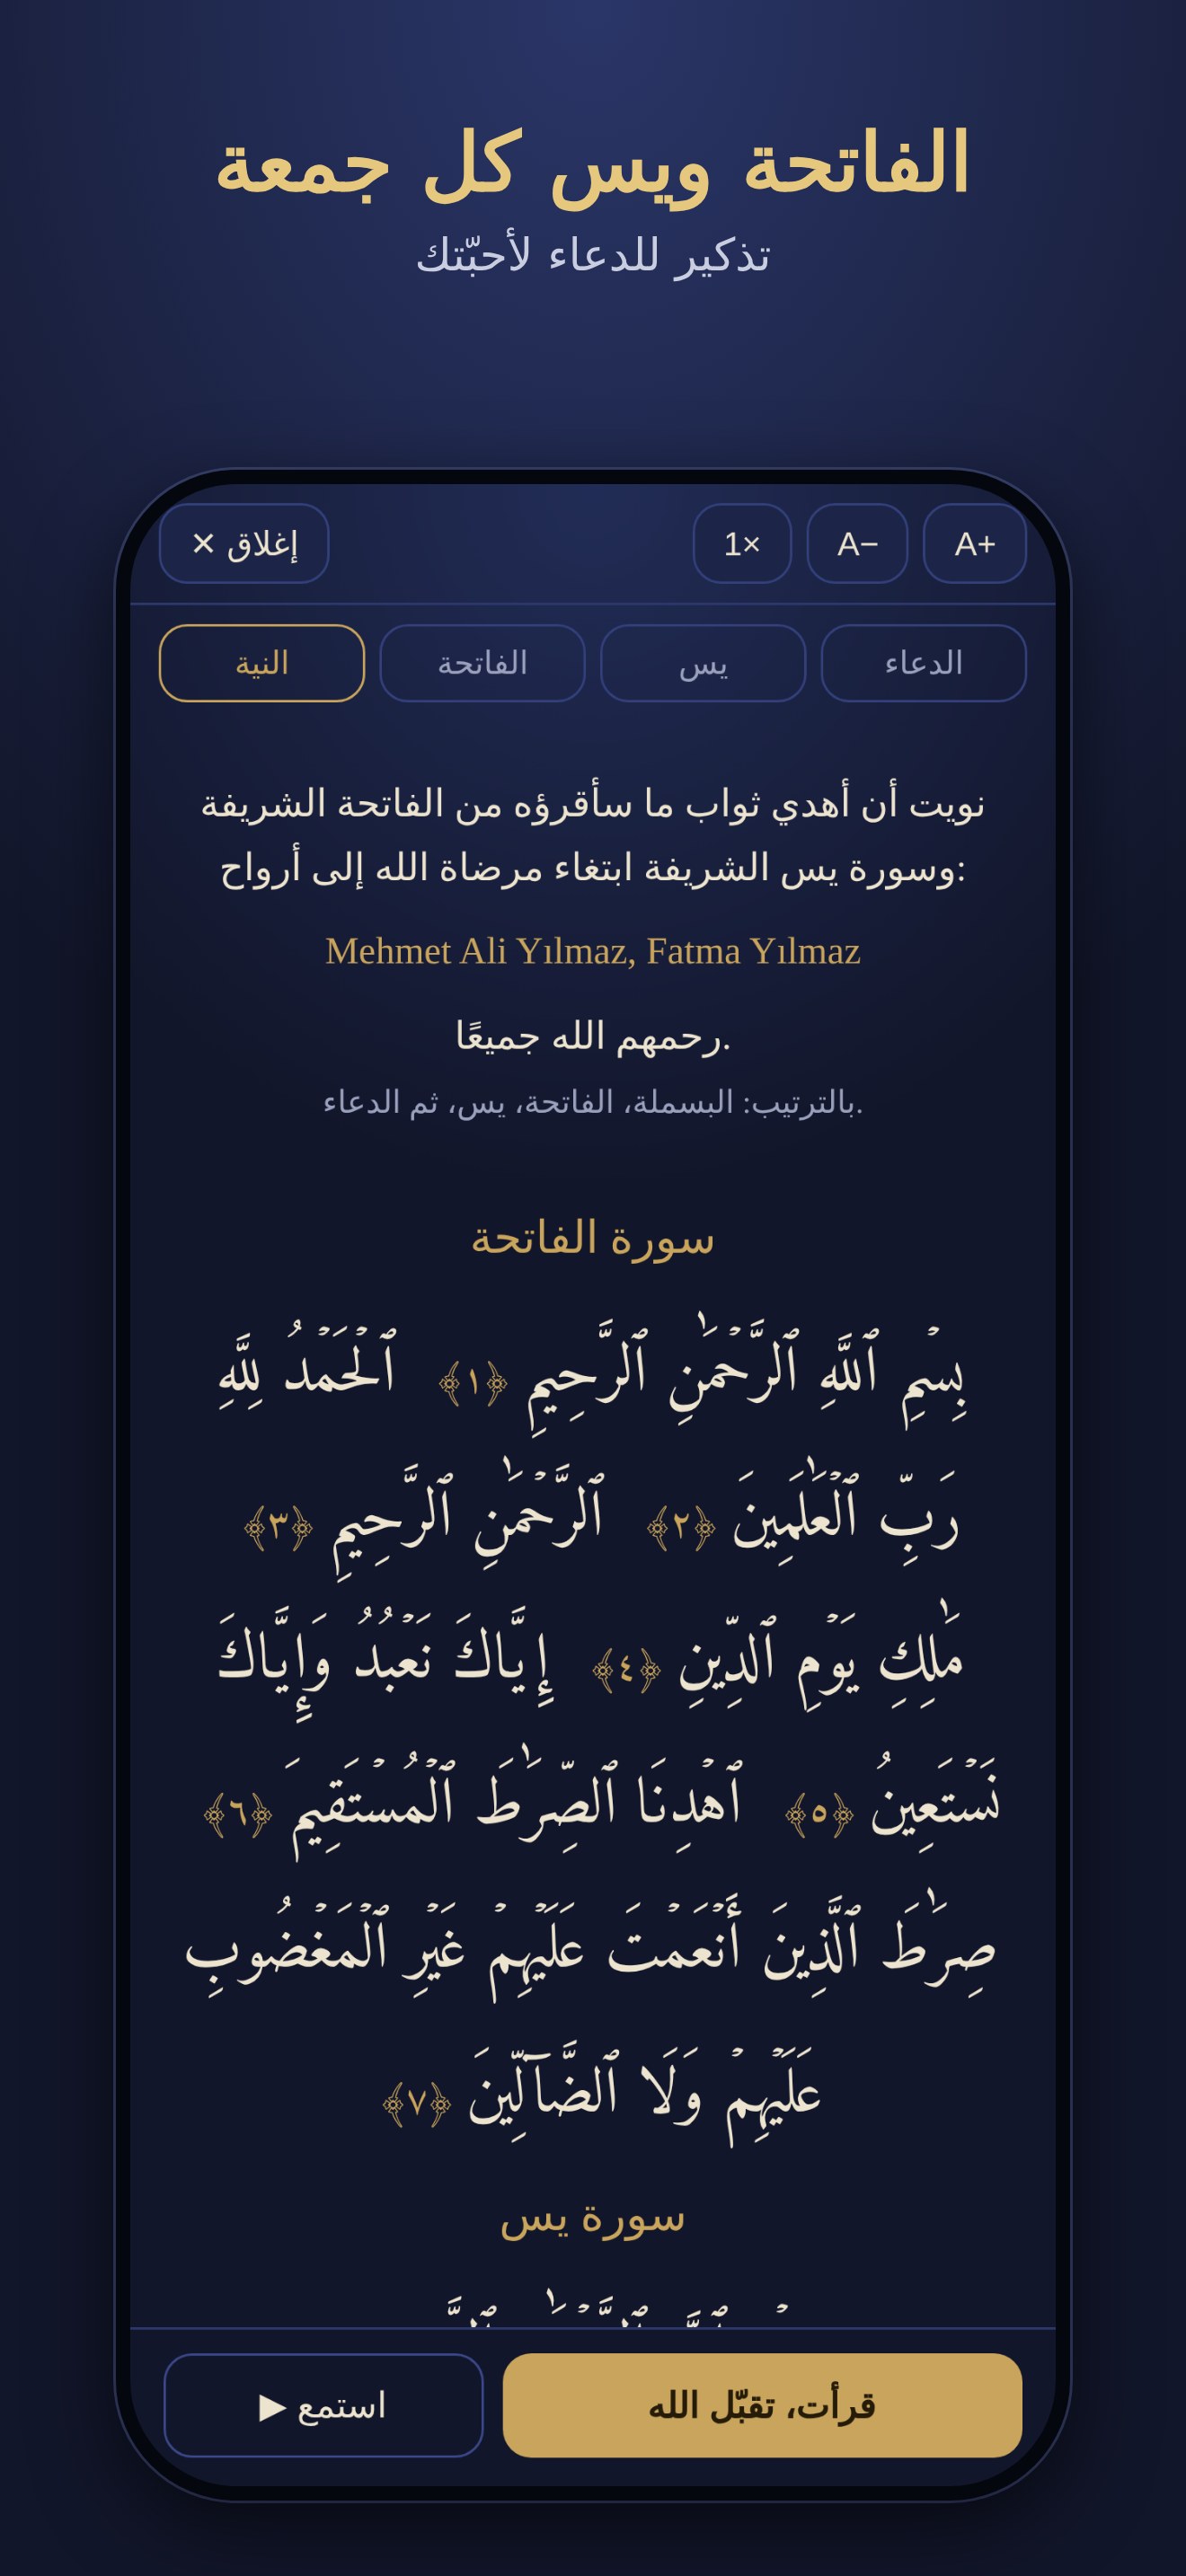 الفاتحة ويس كل جمعة
تذكير للدعاء لأحبّتك
✕ إغلاق
1×
A−
A+
النية
الفاتحة
يس
الدعاء
نويت أن أهدي ثواب ما سأقرؤه من الفاتحة الشريفة
وسورة يس الشريفة ابتغاء مرضاة الله إلى أرواح:
Mehmet Ali Yılmaz, Fatma Yılmaz
رحمهم الله جميعًا.
بالترتيب: البسملة، الفاتحة، يس، ثم الدعاء.
سورة الفاتحة
بِسۡمِ ٱللَّهِ ٱلرَّحۡمَٰنِ ٱلرَّحِيمِ ﴿١﴾ ٱلۡحَمۡدُ لِلَّهِ
رَبِّ ٱلۡعَٰلَمِينَ ﴿٢﴾ ٱلرَّحۡمَٰنِ ٱلرَّحِيمِ ﴿٣﴾
مَٰلِكِ يَوۡمِ ٱلدِّينِ ﴿٤﴾ إِيَّاكَ نَعۡبُدُ وَإِيَّاكَ
نَسۡتَعِينُ ﴿٥﴾ ٱهۡدِنَا ٱلصِّرَٰطَ ٱلۡمُسۡتَقِيمَ ﴿٦﴾
صِرَٰطَ ٱلَّذِينَ أَنۡعَمۡتَ عَلَيۡهِمۡ غَيۡرِ ٱلۡمَغۡضُوبِ
عَلَيۡهِمۡ وَلَا ٱلضَّآلِّينَ ﴿٧﴾
سورة يس
استمع ▶
قرأت، تقبّل الله